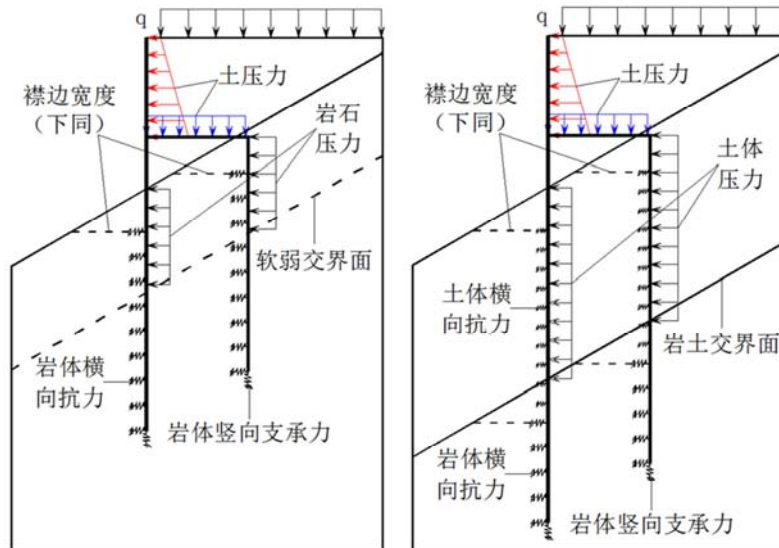 q
土压力
襟边宽度
（下同）
岩石
压力
软弱交界面
岩体横
向抗力
岩体竖向支承力
q
土压力
襟边宽度
（下同）
土体
压力
土体横
向抗力
岩土交界面
岩体横
向抗力
岩体竖向支承力